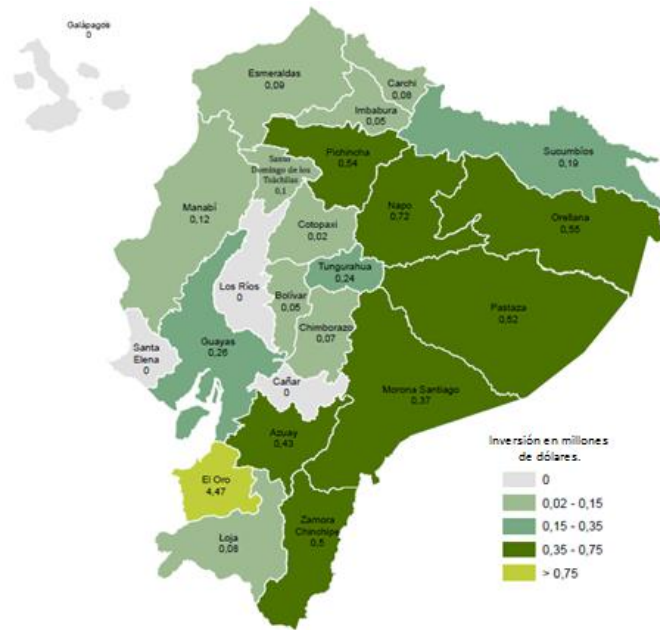 Galápagos
0
Esmeraldas
0,09
Carchi
0,08
Imbabura
0,05
Sucumbíos
0,19
Pichincha
0,54
Santo
Domingo de los
Tsáchilas
0,1
Napo
0,72
Orellana
0,55
Manabí
0,12
Cotopaxi
0,02
Tungurahua
0,24
Los Ríos
0
Bolívar
0,05
Pastaza
0,52
Chimborazo
0,07
Guayas
0,26
Santa
Elena
0
Cañar
0
Morona Santiago
0,37
Azuay
0,43
El Oro
4,47
Zamora
Chinchipe
0,5
Loja
0,08
Inversión en millones
de dólares.
0
0,02 - 0,15
0,15 - 0,35
0,35 - 0,75
> 0,75